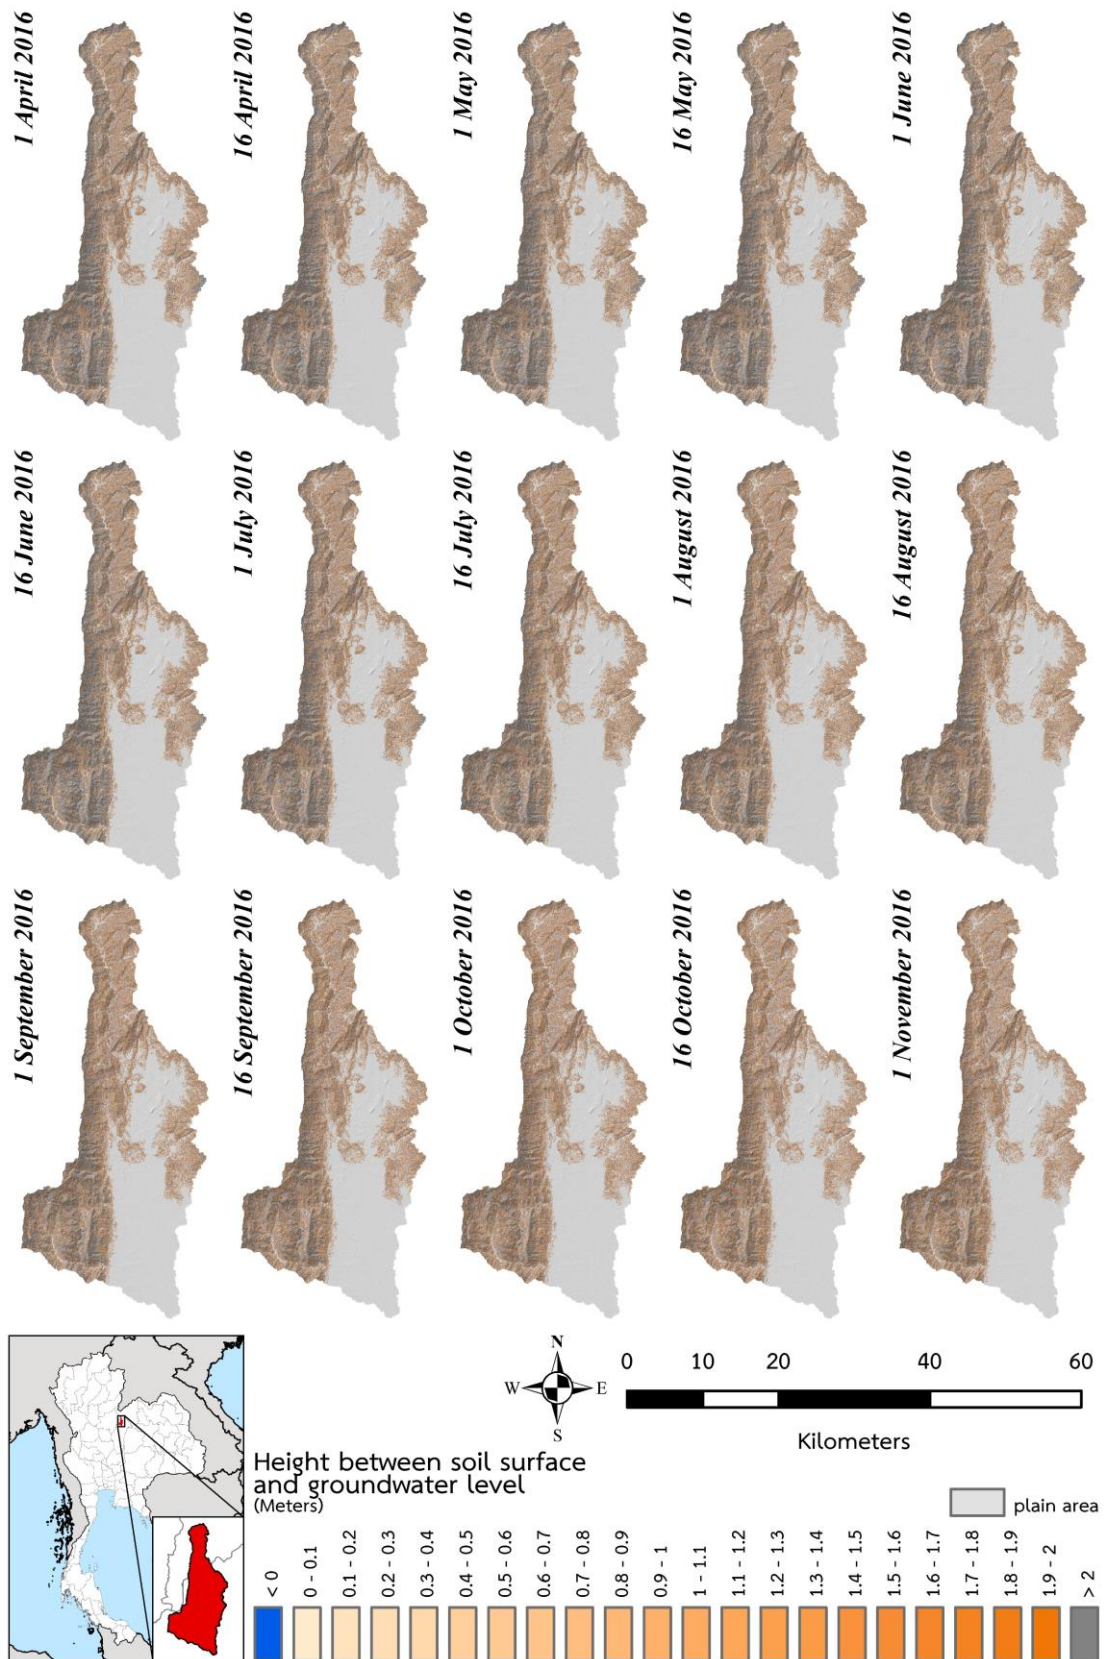 1 April 2016
16 April 2016
1 May 2016
16 May 2016
1 June 2016
16 June 2016
1 July 2016
16 July 2016
1 August 2016
16 August 2016
1 September 2016
16 September 2016
1 October 2016
16 October 2016
1 November 2016
N
W
E
S
0
10
20
40
60
Kilometers
Height between soil surface
and groundwater level
(Meters)
plain area
< 0
0 - 0.1
0.1 - 0.2
0.2 - 0.3
0.3 - 0.4
0.4 - 0.5
0.5 - 0.6
0.6 - 0.7
0.7 - 0.8
0.8 - 0.9
0.9 - 1
1 - 1.1
1.1 - 1.2
1.2 - 1.3
1.3 - 1.4
1.4 - 1.5
1.5 - 1.6
1.6 - 1.7
1.7 - 1.8
1.8 - 1.9
1.9 - 2
> 2